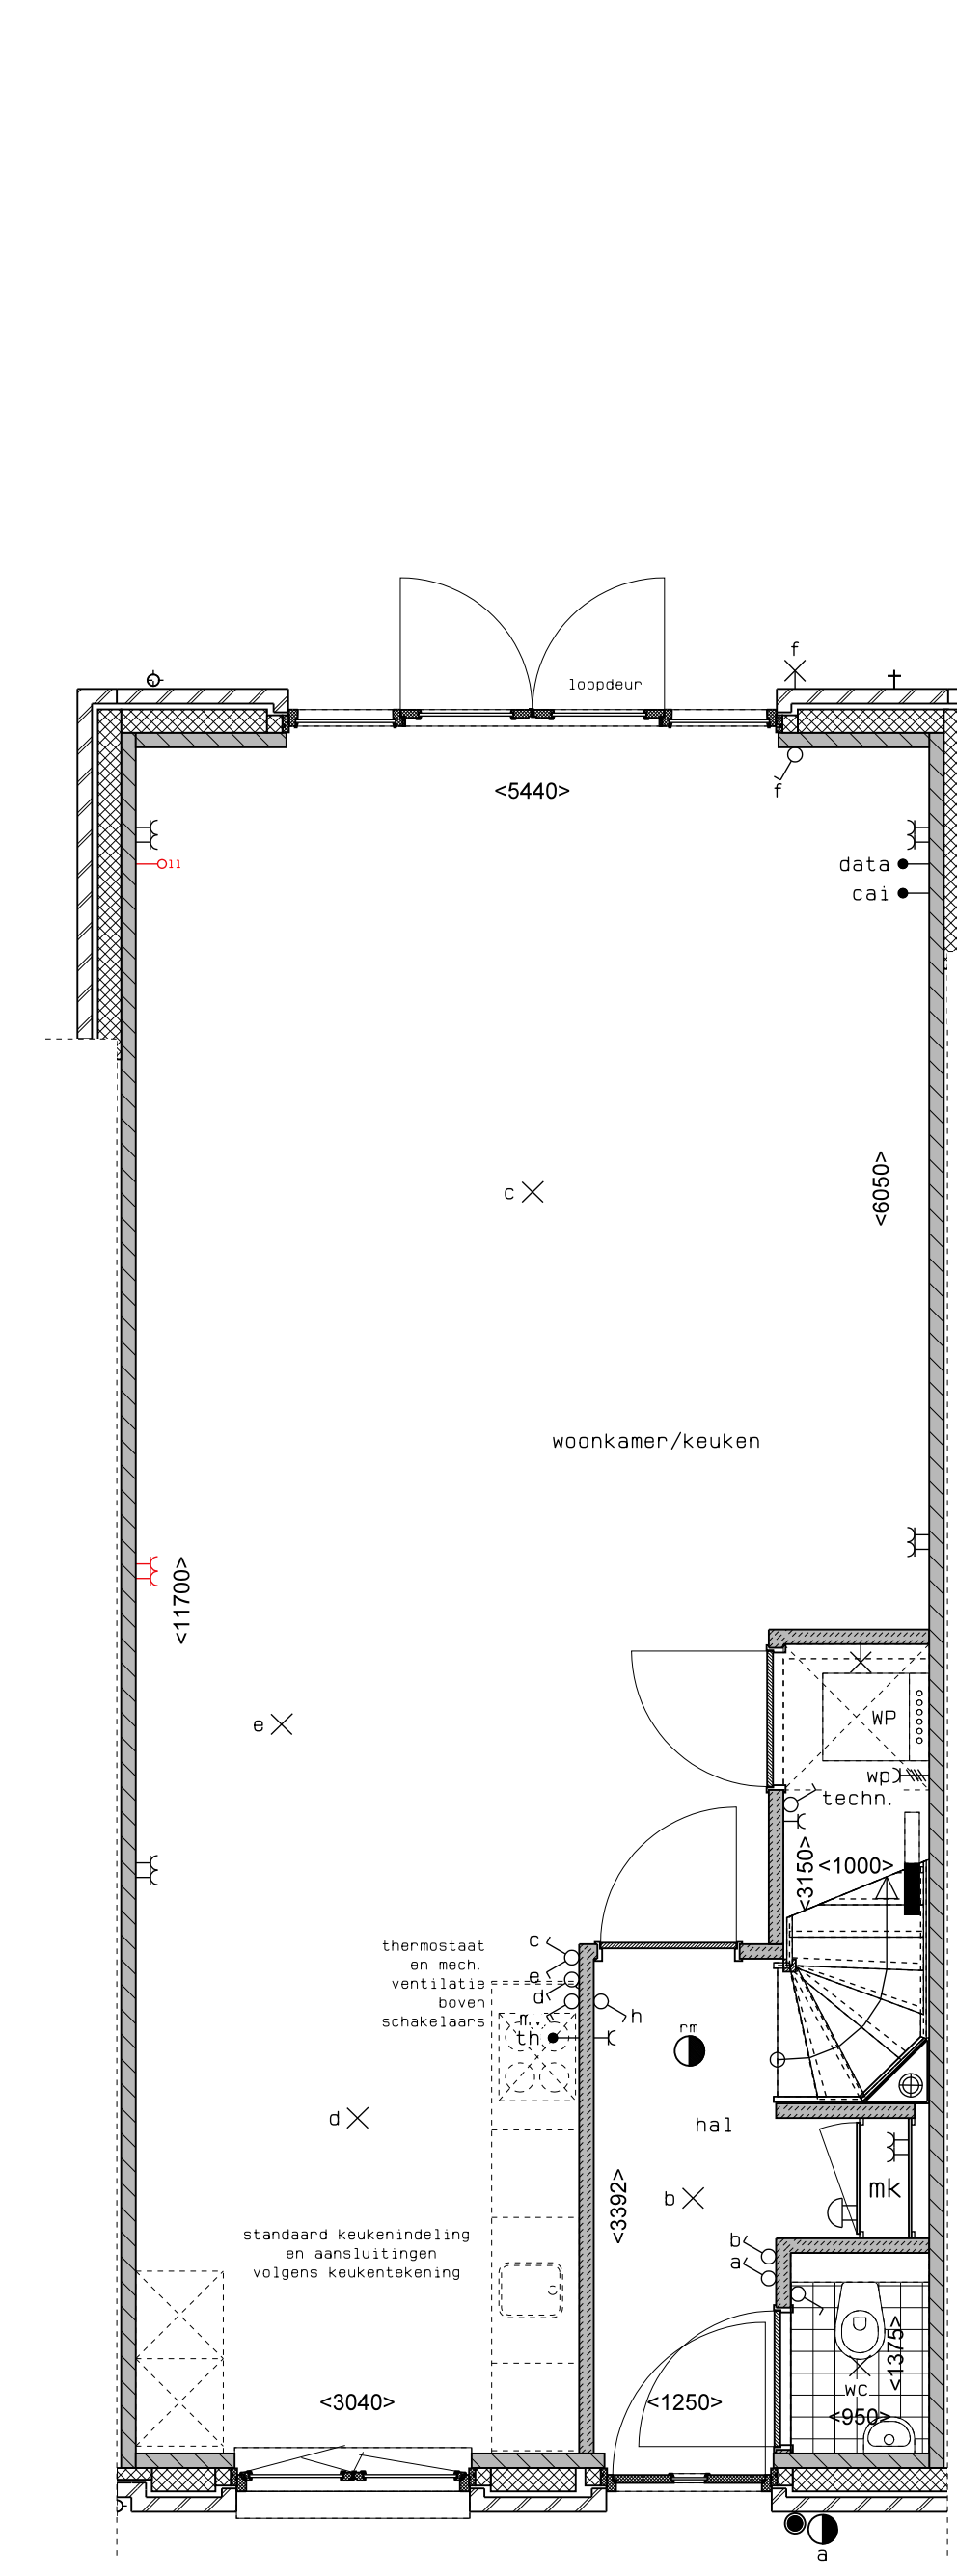 f
loopdeur
<5440>
f
ll
data
cai
<6050>
c
woonkamer/keuken
<11700>
e
WP
wp
techn.
<3150>
<1000>
thermostaat
en mech.
ventilatie
boven
schakelaars
c
e
d
m.
th
h
rm
d
hal
b
mk
<3392>
standaard keukenindeling
en aansluitingen
volgens keukentekening
b
a
<1375>
wc
<950>
<3040>
<1250>
a